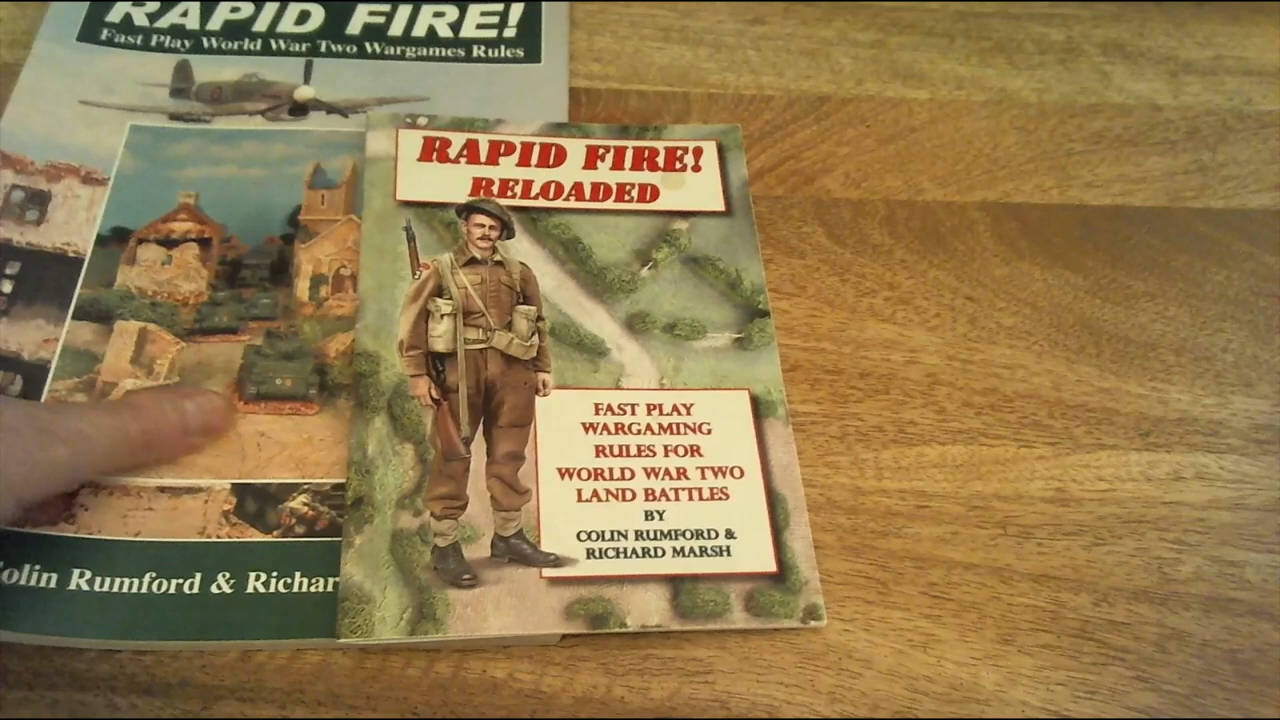 RAPID FIRE!
Fast Play World War Two Wargames Rules
Colin Rumford & Richar
RAPID FIRE!
RELOADED
FAST PLAY
WARGAMING
RULES FOR
WORLD WAR TWO
LAND BATTLES
BY
COLIN RUMFORD &
RICHARD MARSH